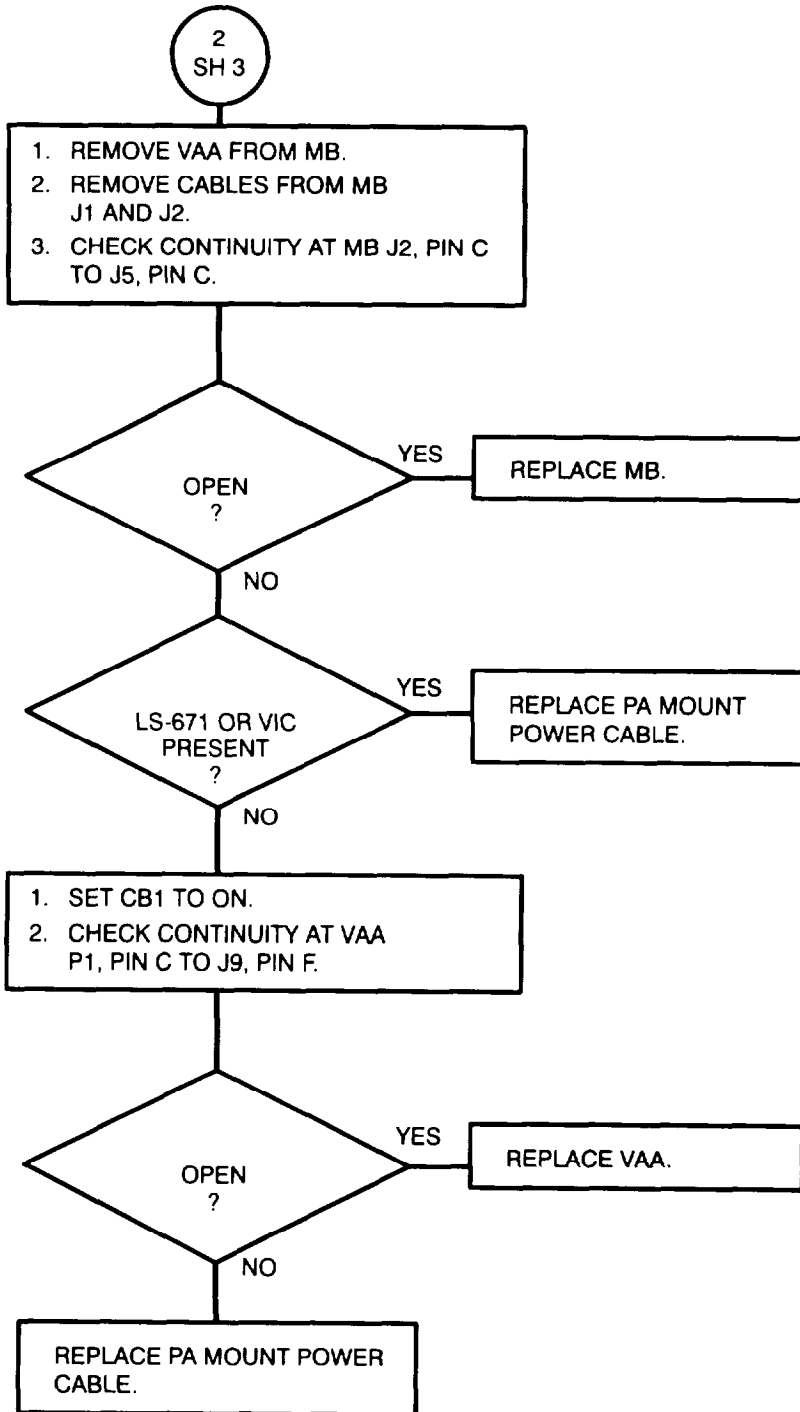 2
SH 3
1. REMOVE VAA FROM MB.
2. REMOVE CABLES FROM MB
J1 AND J2.
3. CHECK CONTINUITY AT MB J2, PIN C
TO J5, PIN C.
OPEN
?
YES
REPLACE MB.
NO
LS-671 OR VIC
PRESENT
?
YES
REPLACE PA MOUNT
POWER CABLE.
NO
1. SET CB1 TO ON.
2. CHECK CONTINUITY AT VAA
P1, PIN C TO J9, PIN F.
OPEN
?
YES
REPLACE VAA.
NO
REPLACE PA MOUNT POWER
CABLE.